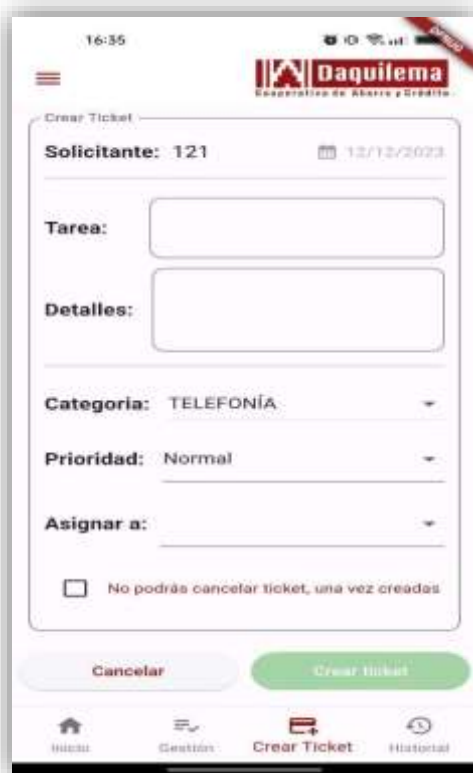 16:35
DEBUG
Daquilema
Cooperativa de Ahorro y Crédito
Crear Ticket
Solicitante: 121 12/12/2023
Tarea:
Detalles:
Categoria: TELEFONÍA
Prioridad: Normal
Asignar a:
No podrás cancelar ticket, una vez creadas
Cancelar Crear ticket
Inicio Gestión Crear Ticket Historial